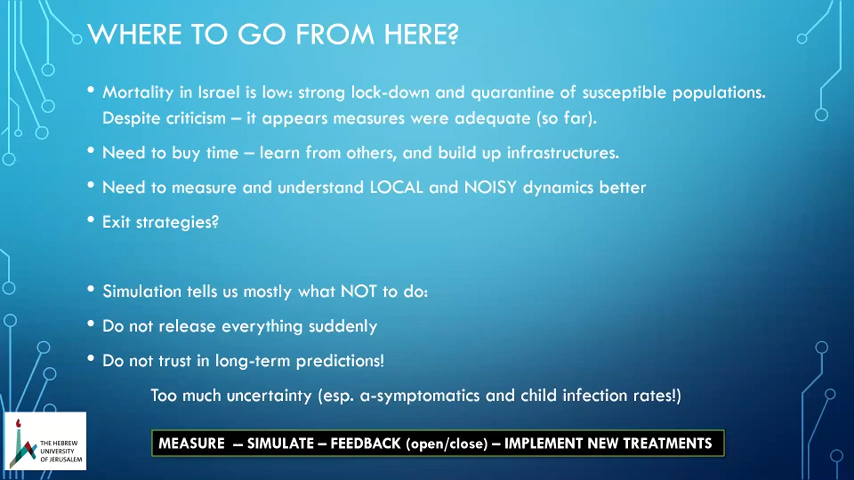 WHERE TO GO FROM HERE?
• Mortality in Israel is low: strong lock-down and quarantine of susceptible populations.
Despite criticism – it appears measures were adequate (so far).
• Need to buy time – learn from others, and build up infrastructures.
• Need to measure and understand LOCAL and NOISY dynamics better
• Exit strategies?
• Simulation tells us mostly what NOT to do:
• Do not release everything suddenly
• Do not trust in long-term predictions!
Too much uncertainty (esp. a-symptomatics and child infection rates!)
MEASURE – SIMULATE – FEEDBACK (open/close) – IMPLEMENT NEW TREATMENTS
THE HEBREW
UNIVERSITY
OF JERUSALEM